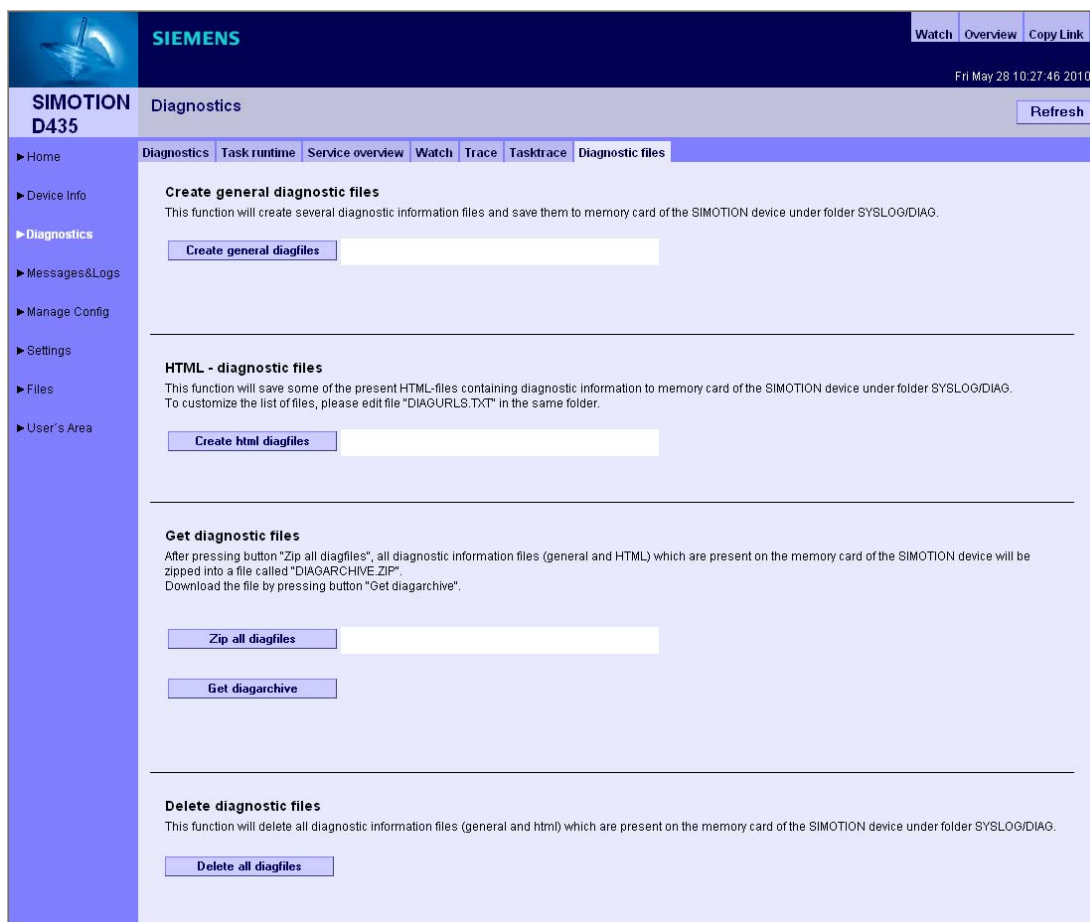 SIEMENS
Watch Overview Copy Link
Fri May 28 10:27:46 2010
SIMOTION
D435
Diagnostics
Refresh
Home
Device Info
Diagnostics
Messages&Logs
Manage Config
Settings
Files
User´s Area
Diagnostics Task runtime Service overview Watch Trace Tasktrace Diagnostic files
Create general diagnostic files
This function will create several diagnostic information files and save them to memory card of the SIMOTION device under folder SYSLOG/DIAG.
Create general diagfiles
HTML - diagnostic files
This function will save some of the present HTML-files containing diagnostic information to memory card of the SIMOTION device under folder SYSLOG/DIAG.
To customize the list of files, please edit file "DIAGURLS.TXT" in the same folder.
Create html diagfiles
Get diagnostic files
After pressing button "Zip all diagfiles", all diagnostic information files (general and HTML) which are present on the memory card of the SIMOTION device will be
zipped into a file called "DIAGARCHIVE.ZIP".
Download the file by pressing button "Get diagarchive".
Zip all diagfiles
Get diagarchive
Delete diagnostic files
This function will delete all diagnostic information files (general and html) which are present on the memory card of the SIMOTION device under folder SYSLOG/DIAG.
Delete all diagfiles